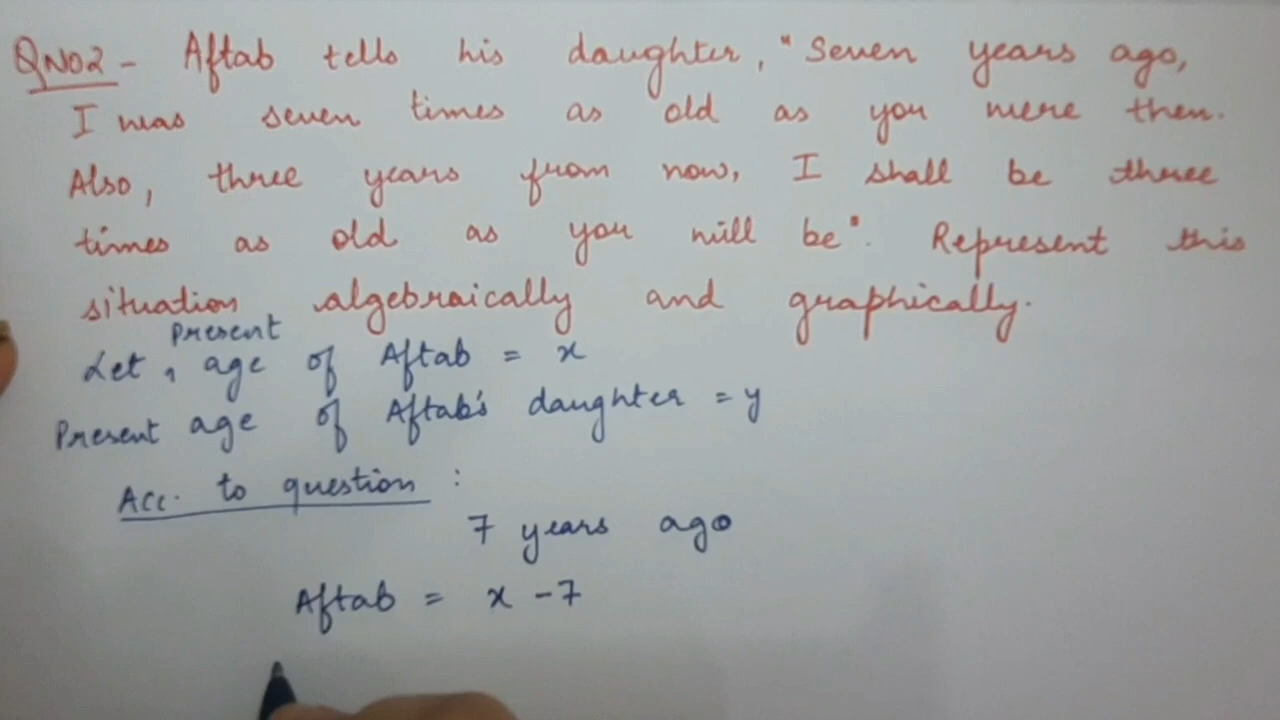 QNO2 - Aftab tells his daughter, "Seven years ago,
I was seven times as old as you were then.
Also, three years from now, I shall be three
times as old as you will be". Represent this
situation algebraically and graphically.
Let, present age of Aftab = x
Present age of Aftab's daughter = y
Acc. to question :
7 years ago
Aftab = x - 7